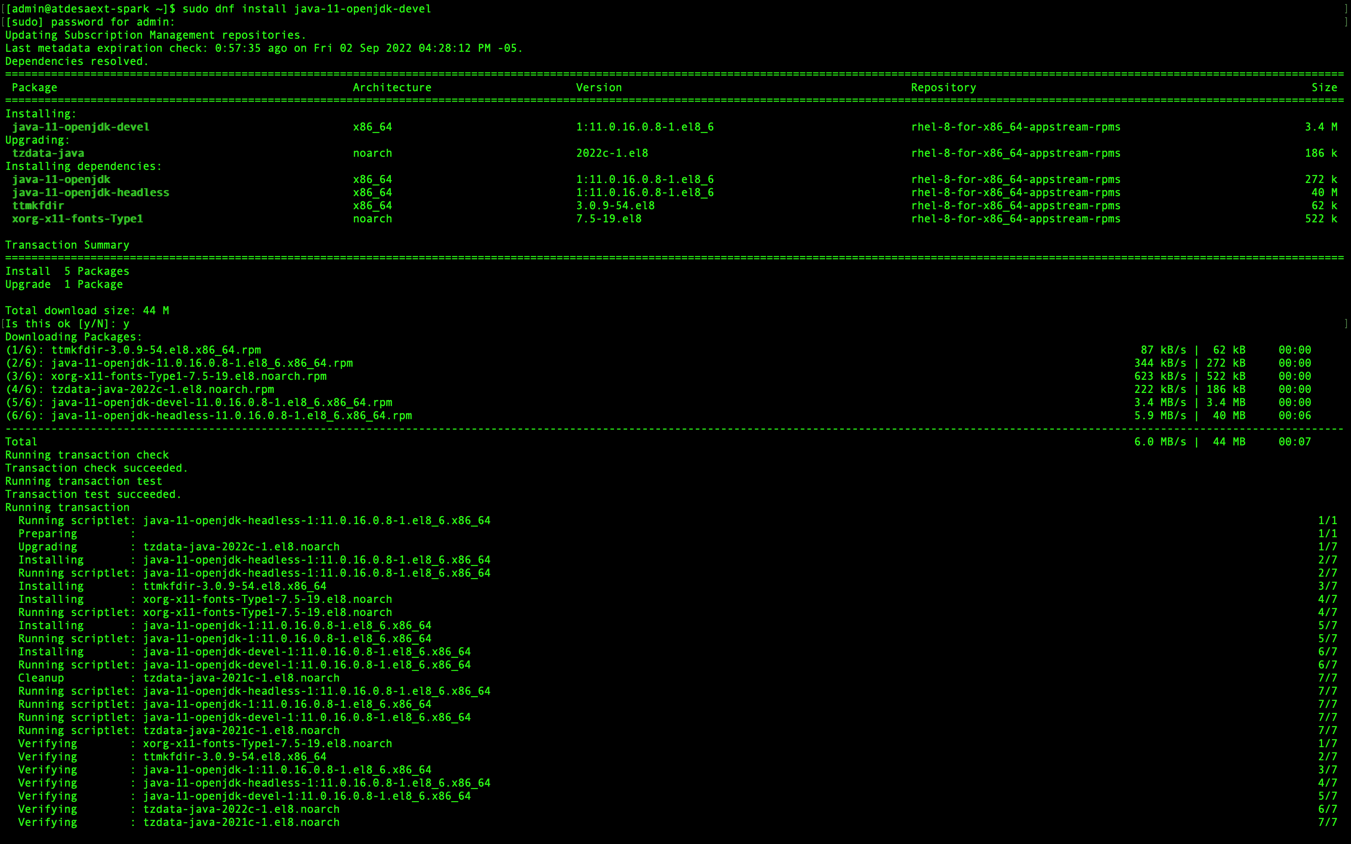 [[admin@atdesaext-spark ~]$ sudo dnf install java-11-openjdk-devel ]
[[sudo] password for admin: ]
Updating Subscription Management repositories.
Last metadata expiration check: 0:57:35 ago on Fri 02 Sep 2022 04:28:12 PM -05.
Dependencies resolved.
Package Architecture Version Repository Size
Installing:
java-11-openjdk-devel x86_64 1:11.0.16.0.8-1.el8_6 rhel-8-for-x86_64-appstream-rpms 3.4 M
Upgrading:
tzdata-java noarch 2022c-1.el8 rhel-8-for-x86_64-appstream-rpms 186 k
Installing dependencies:
java-11-openjdk x86_64 1:11.0.16.0.8-1.el8_6 rhel-8-for-x86_64-appstream-rpms 272 k
java-11-openjdk-headless x86_64 1:11.0.16.0.8-1.el8_6 rhel-8-for-x86_64-appstream-rpms 40 M
ttmkfdir x86_64 3.0.9-54.el8 rhel-8-for-x86_64-appstream-rpms 62 k
xorg-x11-fonts-Type1 noarch 7.5-19.el8 rhel-8-for-x86_64-appstream-rpms 522 k
Transaction Summary
Install 5 Packages
Upgrade 1 Package
Total download size: 44 M
[Is this ok [y/N]: y ]
Downloading Packages:
(1/6): ttmkfdir-3.0.9-54.el8.x86_64.rpm 87 kB/s | 62 kB 00:00
(2/6): java-11-openjdk-11.0.16.0.8-1.el8_6.x86_64.rpm 344 kB/s | 272 kB 00:00
(3/6): xorg-x11-fonts-Type1-7.5-19.el8.noarch.rpm 623 kB/s | 522 kB 00:00
(4/6): tzdata-java-2022c-1.el8.noarch.rpm 222 kB/s | 186 kB 00:00
(5/6): java-11-openjdk-devel-11.0.16.0.8-1.el8_6.x86_64.rpm 3.4 MB/s | 3.4 MB 00:00
(6/6): java-11-openjdk-headless-11.0.16.0.8-1.el8_6.x86_64.rpm 5.9 MB/s | 40 MB 00:06
Total 6.0 MB/s | 44 MB 00:07
Running transaction check
Transaction check succeeded.
Running transaction test
Transaction test succeeded.
Running transaction
Running scriptlet: java-11-openjdk-headless-1:11.0.16.0.8-1.el8_6.x86_64 1/1
Preparing : 1/1
Upgrading : tzdata-java-2022c-1.el8.noarch 1/7
Installing : java-11-openjdk-headless-1:11.0.16.0.8-1.el8_6.x86_64 2/7
Running scriptlet: java-11-openjdk-headless-1:11.0.16.0.8-1.el8_6.x86_64 2/7
Installing : ttmkfdir-3.0.9-54.el8.x86_64 3/7
Installing : xorg-x11-fonts-Type1-7.5-19.el8.noarch 4/7
Running scriptlet: xorg-x11-fonts-Type1-7.5-19.el8.noarch 4/7
Installing : java-11-openjdk-1:11.0.16.0.8-1.el8_6.x86_64 5/7
Running scriptlet: java-11-openjdk-1:11.0.16.0.8-1.el8_6.x86_64 5/7
Installing : java-11-openjdk-devel-1:11.0.16.0.8-1.el8_6.x86_64 6/7
Running scriptlet: java-11-openjdk-devel-1:11.0.16.0.8-1.el8_6.x86_64 6/7
Cleanup : tzdata-java-2021c-1.el8.noarch 7/7
Running scriptlet: java-11-openjdk-headless-1:11.0.16.0.8-1.el8_6.x86_64 7/7
Running scriptlet: java-11-openjdk-1:11.0.16.0.8-1.el8_6.x86_64 7/7
Running scriptlet: java-11-openjdk-devel-1:11.0.16.0.8-1.el8_6.x86_64 7/7
Running scriptlet: tzdata-java-2021c-1.el8.noarch 7/7
Verifying : xorg-x11-fonts-Type1-7.5-19.el8.noarch 1/7
Verifying : ttmkfdir-3.0.9-54.el8.x86_64 2/7
Verifying : java-11-openjdk-1:11.0.16.0.8-1.el8_6.x86_64 3/7
Verifying : java-11-openjdk-headless-1:11.0.16.0.8-1.el8_6.x86_64 4/7
Verifying : java-11-openjdk-devel-1:11.0.16.0.8-1.el8_6.x86_64 5/7
Verifying : tzdata-java-2022c-1.el8.noarch 6/7
Verifying : tzdata-java-2021c-1.el8.noarch 7/7